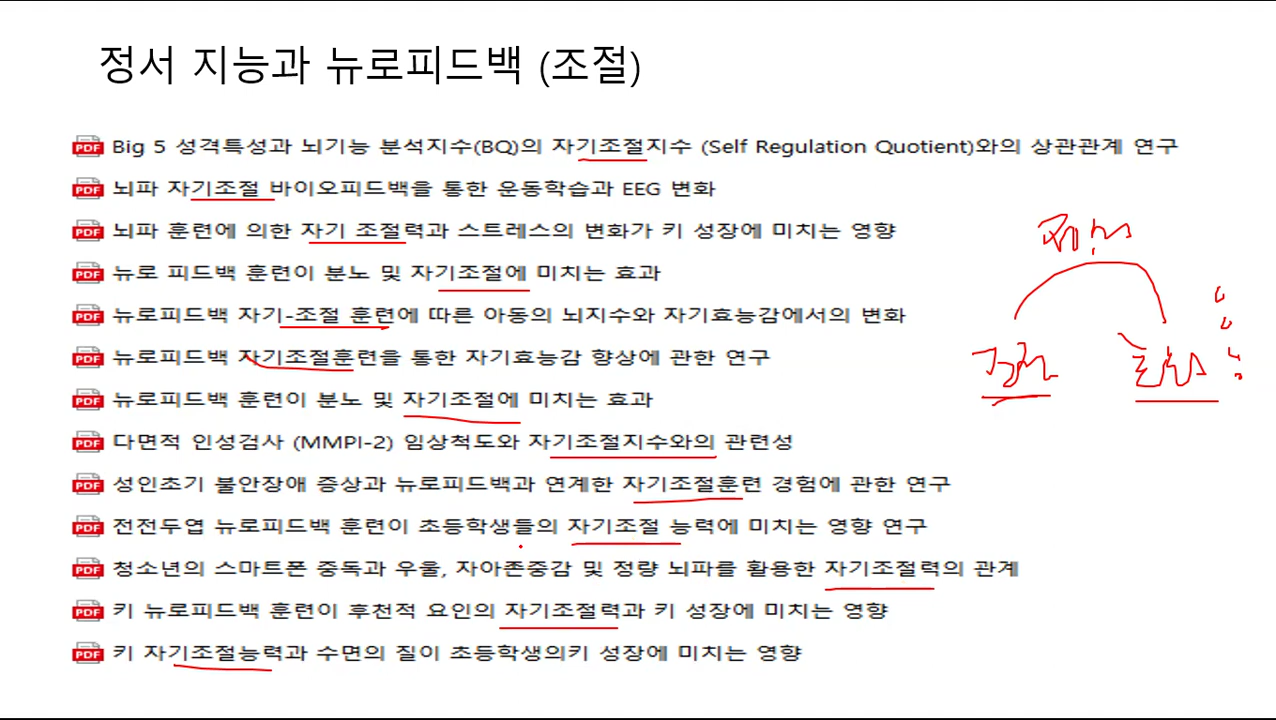 정서 지능과 뉴로피드백 (조절)
PDF Big 5 성격특성과 뇌기능 분석지수(BQ)의 자기조절지수 (Self Regulation Quotient)와의 상관관계 연구
PDF 뇌파 자기조절 바이오피드백을 통한 운동학습과 EEG 변화
PDF 뇌파 훈련에 의한 자기 조절력과 스트레스의 변화가 키 성장에 미치는 영향
PDF 뉴로 피드백 훈련이 분노 및 자기조절에 미치는 효과
PDF 뉴로피드백 자기-조절 훈련에 따른 아동의 뇌지수와 자기효능감에서의 변화
PDF 뉴로피드백 자기조절훈련을 통한 자기효능감 향상에 관한 연구
PDF 뉴로피드백 훈련이 분노 및 자기조절에 미치는 효과
PDF 다면적 인성검사 (MMPI-2) 임상척도와 자기조절지수와의 관련성
PDF 성인초기 불안장애 증상과 뉴로피드백과 연계한 자기조절훈련 경험에 관한 연구
PDF 전전두엽 뉴로피드백 훈련이 초등학생들의 자기조절 능력에 미치는 영향 연구
PDF 청소년의 스마트폰 중독과 우울, 자아존중감 및 정량 뇌파를 활용한 자기조절력의 관계
PDF 키 뉴로피드백 훈련이 후천적 요인의 자기조절력과 키 성장에 미치는 영향
PDF 키 자기조절능력과 수면의 질이 초등학생의키 성장에 미치는 영향